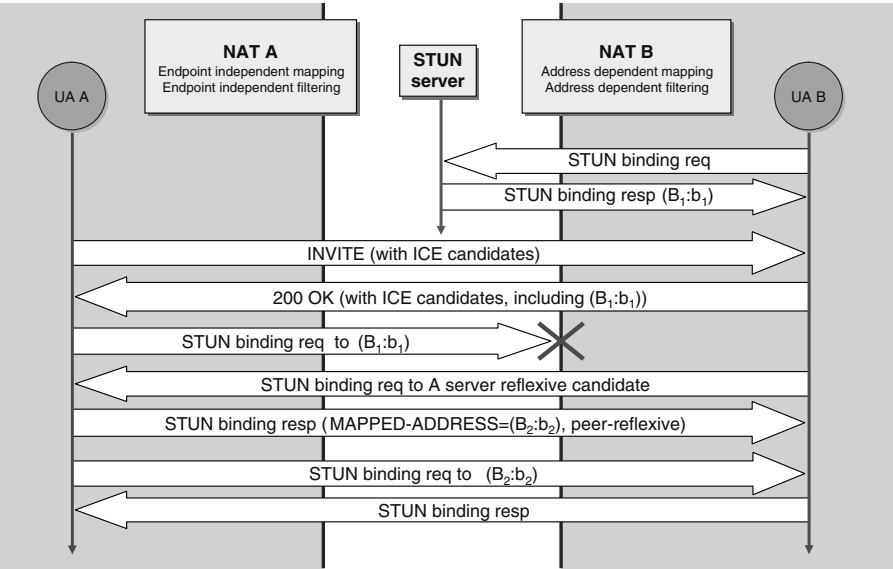 NAT A
Endpoint independent mapping
Endpoint independent filtering
STUN
server
NAT B
Address dependent mapping
Address dependent filtering
UA A
UA B
STUN binding req
STUN binding resp (B₁:b₁)
INVITE (with ICE candidates)
200 OK (with ICE candidates, including (B₁:b₁))
STUN binding req to (B₁:b₁)
STUN binding req to A server reflexive candidate
STUN binding resp (MAPPED-ADDRESS=(B₂:b₂), peer-reflexive)
STUN binding req to (B₂:b₂)
STUN binding resp